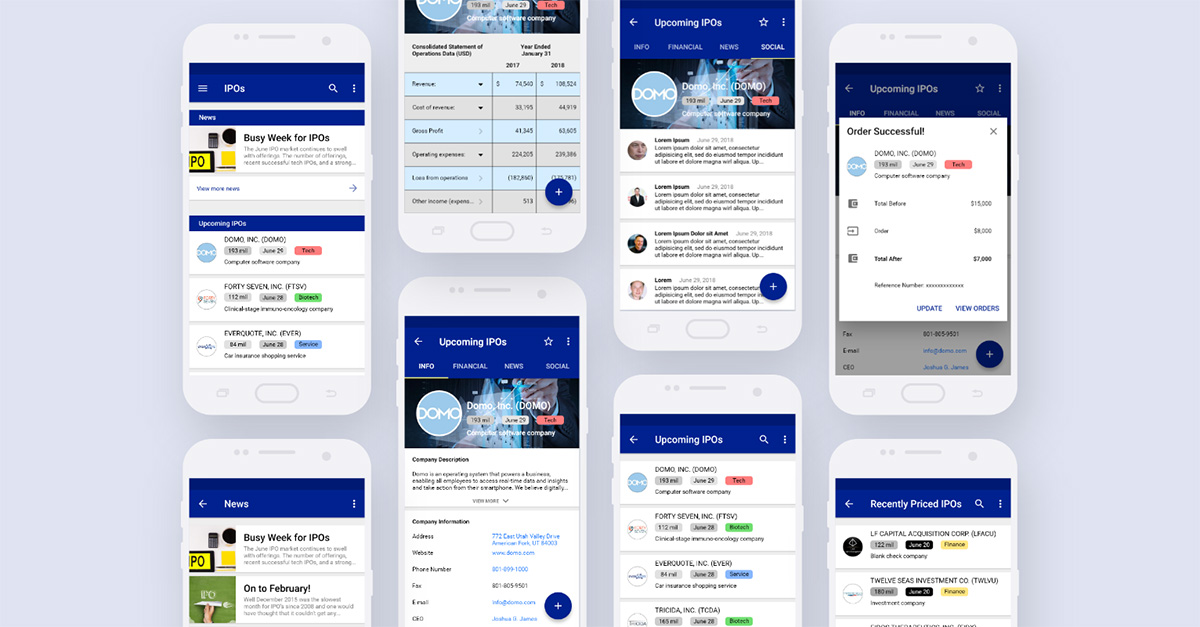 IPOs
News
Busy Week for IPOs
The June IPO market continues to swell
with offerings. The number of offerings,
recent successful tech IPOs, and a strong...
View more news
Upcoming IPOs
DOMO, INC. (DOMO)
193 mil June 29 Tech
Computer software company
FORTY SEVEN, INC. (FTSV)
112 mil June 28 Biotech
Clinical-stage immuno-oncology company
EVERQUOTE, INC. (EVER)
84 mil June 28 Service
Car insurance shopping service
News
Busy Week for IPOs
The June IPO market continues to swell
with offerings. The number of offerings,
recent successful tech IPOs, and a strong...
On to February!
Well December 2015 was the slowest
month for IPO's since 2008 and one would
have thought that it couldn't get any...
193 mil June 29 Tech
Computer software company
Consolidated Statement of
Operations Data (USD)
Year Ended
January 31
2017 2018
Revenue: $ 74,540 $ 108,524
Cost of revenue: 33,195 44,919
Gross Profit 41,345 63,605
Operating expenses: 224,205 239,386
Loss from operations (182,860)
Other income (expens... 513
Upcoming IPOs
INFO FINANCIAL NEWS SOCIAL
DOMO
Domo, Inc. (DOMO)
193 mil June 29 Tech
Computer software company
Company Description
Domo is an operating system that powers a business,
enabling all employees to access real-time data and insights
and take action from their smartphone. We believe digitally...
VIEW MORE
Company Information
Address 772 East Utah Valley Drive
American Fork, UT 84003
Website www.domo.com
Phone Number 801-899-1000
Fax 801-805-9501
E-mail info@domo.com
CEO Joshua G. James
Upcoming IPOs
INFO FINANCIAL NEWS SOCIAL
DOMO
Domo, Inc. (DOMO)
193 mil June 29 Tech
Computer software company
Lorem Ipsum June 29, 2018
Lorem ipsum dolor sit amet, consectetur
adipisicing elit, sed do eiusmod tempor incididunt
ut labore et dolore magna wirl aliqua. Up...
Lorem Ipsum June 29, 2018
Lorem ipsum dolor sit amet, consectetur
adipisicing elit, sed do eiusmod tempor incididunt
ut labore et dolore magna wirl aliqua. Up...
Lorem Ipsum Dolor sit Amet June 29, 2018
Lorem ipsum dolor sit amet, consectetur
adipisicing elit, sed do eiusmod tempor incididunt
ut labore et dolore magna wirl aliqua. Up...
Lorem June 29, 2018
Lorem ipsum dolor sit amet, consectetur
adipisicing elit, sed do eiusmod tempor
ut labore et dolore magna wirl aliqua. Up...
Upcoming IPOs
DOMO, INC. (DOMO)
193 mil June 29 Tech
Computer software company
FORTY SEVEN, INC. (FTSV)
112 mil June 28 Biotech
Clinical-stage immuno-oncology company
EVERQUOTE, INC. (EVER)
84 mil June 28 Service
Car insurance shopping service
TRICIDA, INC. (TCDA)
165 mil June 28 Biotech
Upcoming IPOs
INFO FINANCIAL NEWS SOCIAL
Order Successful!
DOMO, INC. (DOMO)
193 mil June 29 Tech
Computer software company
Total Before $15,000
Order $8,000
Total After $7,000
Reference Number: xxxxxxxxxxxxx
UPDATE VIEW ORDERS
Fax 801-805-9501
E-mail info@domo.com
CEO Joshua G. James
Recently Priced IPOs
LF CAPITAL ACQUISITION CORP. (LFACU)
122 mil June 20 Finance
Blank check company
TWELVE SEAS INVESTMENT CO. (TWLVU)
180 mil June 20 Finance
Investment company